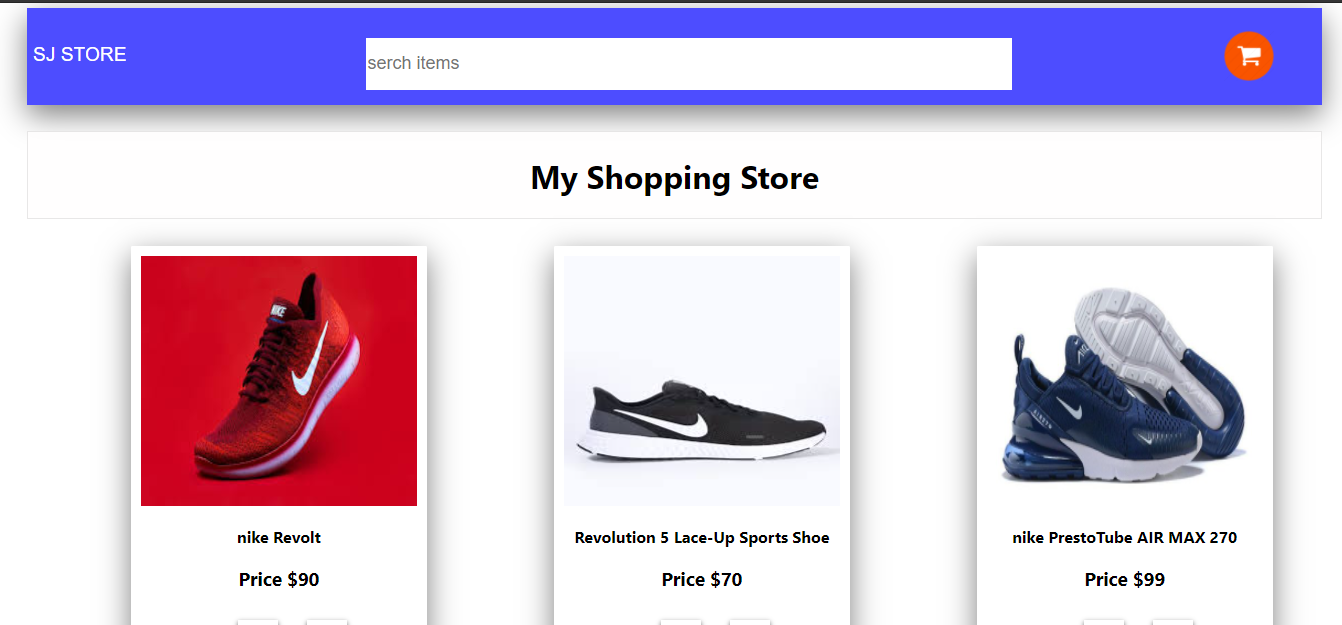 SJ STORE
serch items
My Shopping Store
NIKE
nike Revolt
Revolution 5 Lace-Up Sports Shoe
nike PrestoTube AIR MAX 270
Price $90
Price $70
Price $99